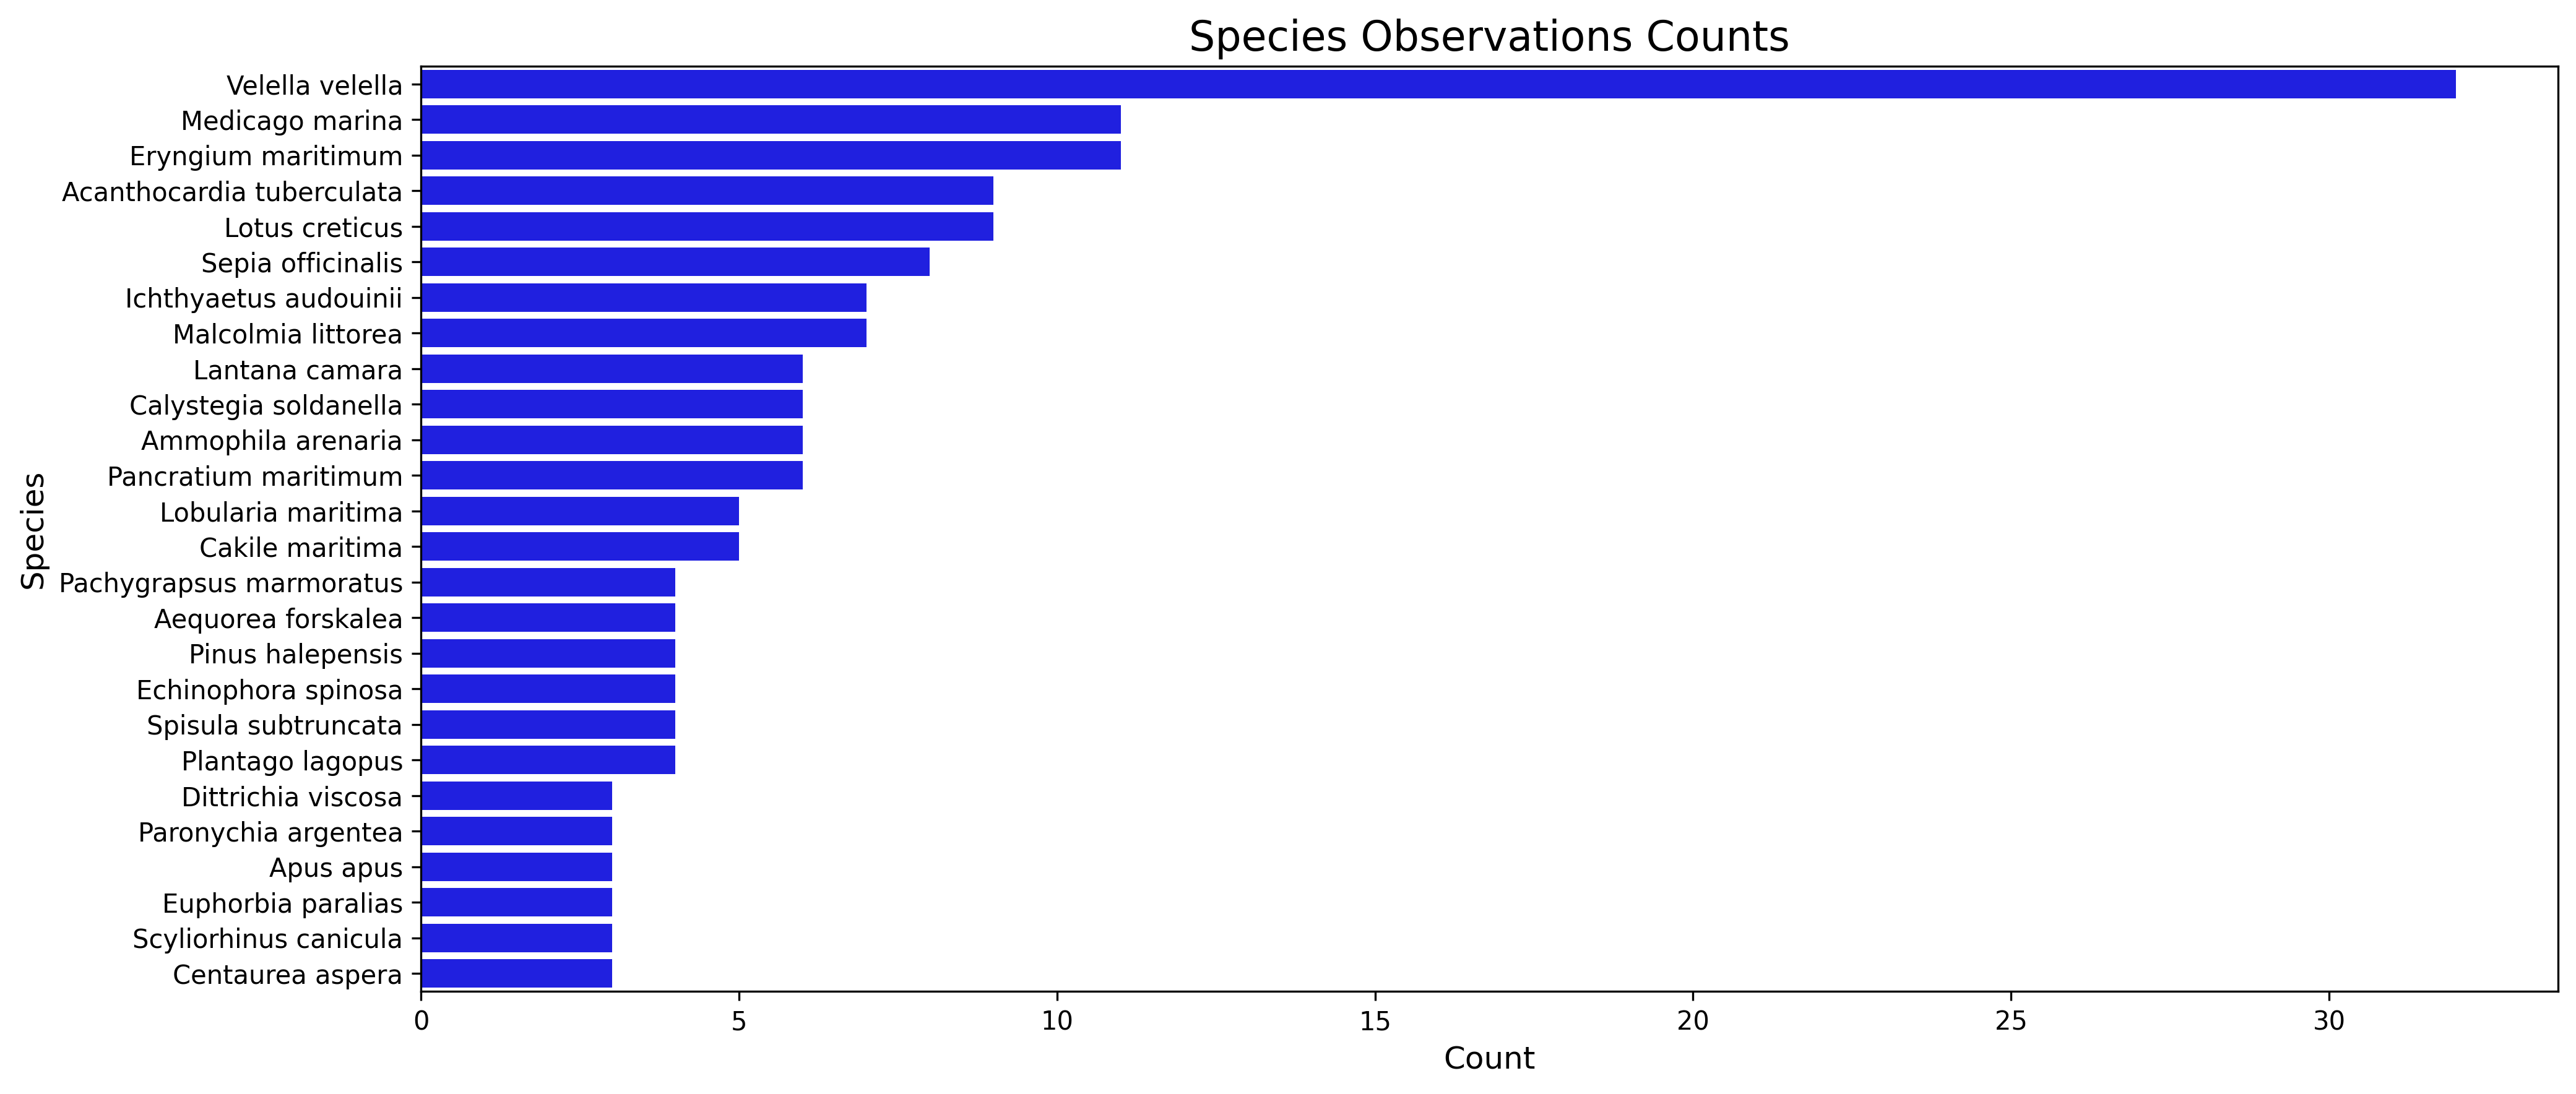 Species Observations Counts
Species
Velella velella
Medicago marina
Eryngium maritimum
Acanthocardia tuberculata
Lotus creticus
Sepia officinalis
Ichthyaetus audouinii
Malcolmia littorea
Lantana camara
Calystegia soldanella
Ammophila arenaria
Pancratium maritimum
Lobularia maritima
Cakile maritima
Pachygrapsus marmoratus
Aequorea forskalea
Pinus halepensis
Echinophora spinosa
Spisula subtruncata
Plantago lagopus
Dittrichia viscosa
Paronychia argentea
Apus apus
Euphorbia paralias
Scyliorhinus canicula
Centaurea aspera
0 5 10 15 20 25 30
Count